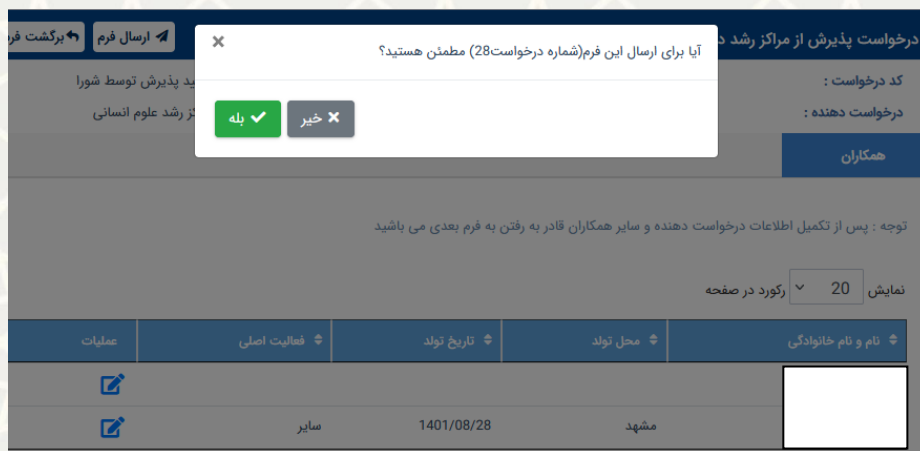 درخواست پذیرش از مراکز رشد د
ارسال فرم
برگشت فر
آیا برای ارسال این فرم(شماره درخواست28) مطمئن هستید؟
خیر
بله
کد درخواست :
ید پذیرش توسط شورا
درخواست دهنده :
کز رشد علوم انسانی
همکاران
توجه : پس از تکمیل اطلاعات درخواست دهنده و سایر همکاران قادر به رفتن به فرم بعدی می باشید
نمایش 20 رکورد در صفحه
نام و نام خانوادگی محل تولد تاریخ تولد فعالیت اصلی عملیات
مشهد 1401/08/28 سایر